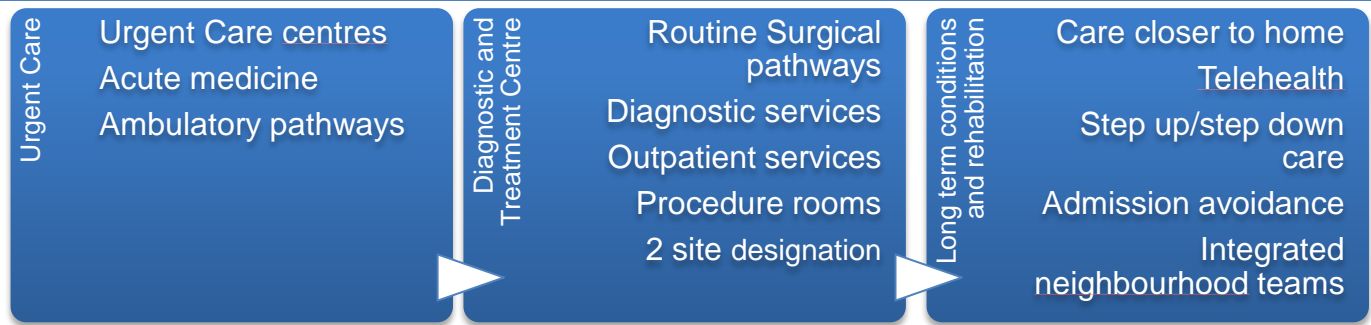 Urgent Care
Urgent Care centres
Acute medicine
Ambulatory pathways
Diagnostic and
Treatment Centre
Routine Surgical
pathways
Diagnostic services
Outpatient services
Procedure rooms
2 site designation
Long term conditions
and rehabilitation
Care closer to home
Telehealth
Step up/step down
care
Admission avoidance
Integrated
neighbourhood teams